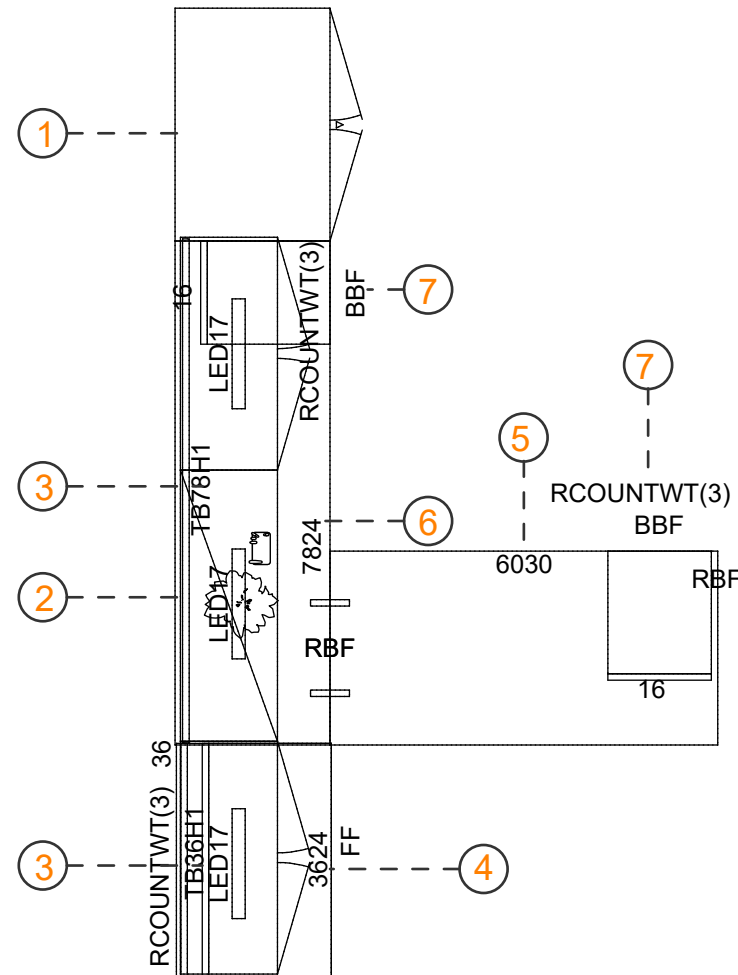 1
RCOUNTWT(3)
16
BBF
7
LED17
7
5
3
TB78H1
RCOUNTWT(3)
6
BBF
7824
6030
RBF
2
LED17
RBF
16
36
RCOUNTWT(3)
TB36H1
LED17
3624
FF
3
4